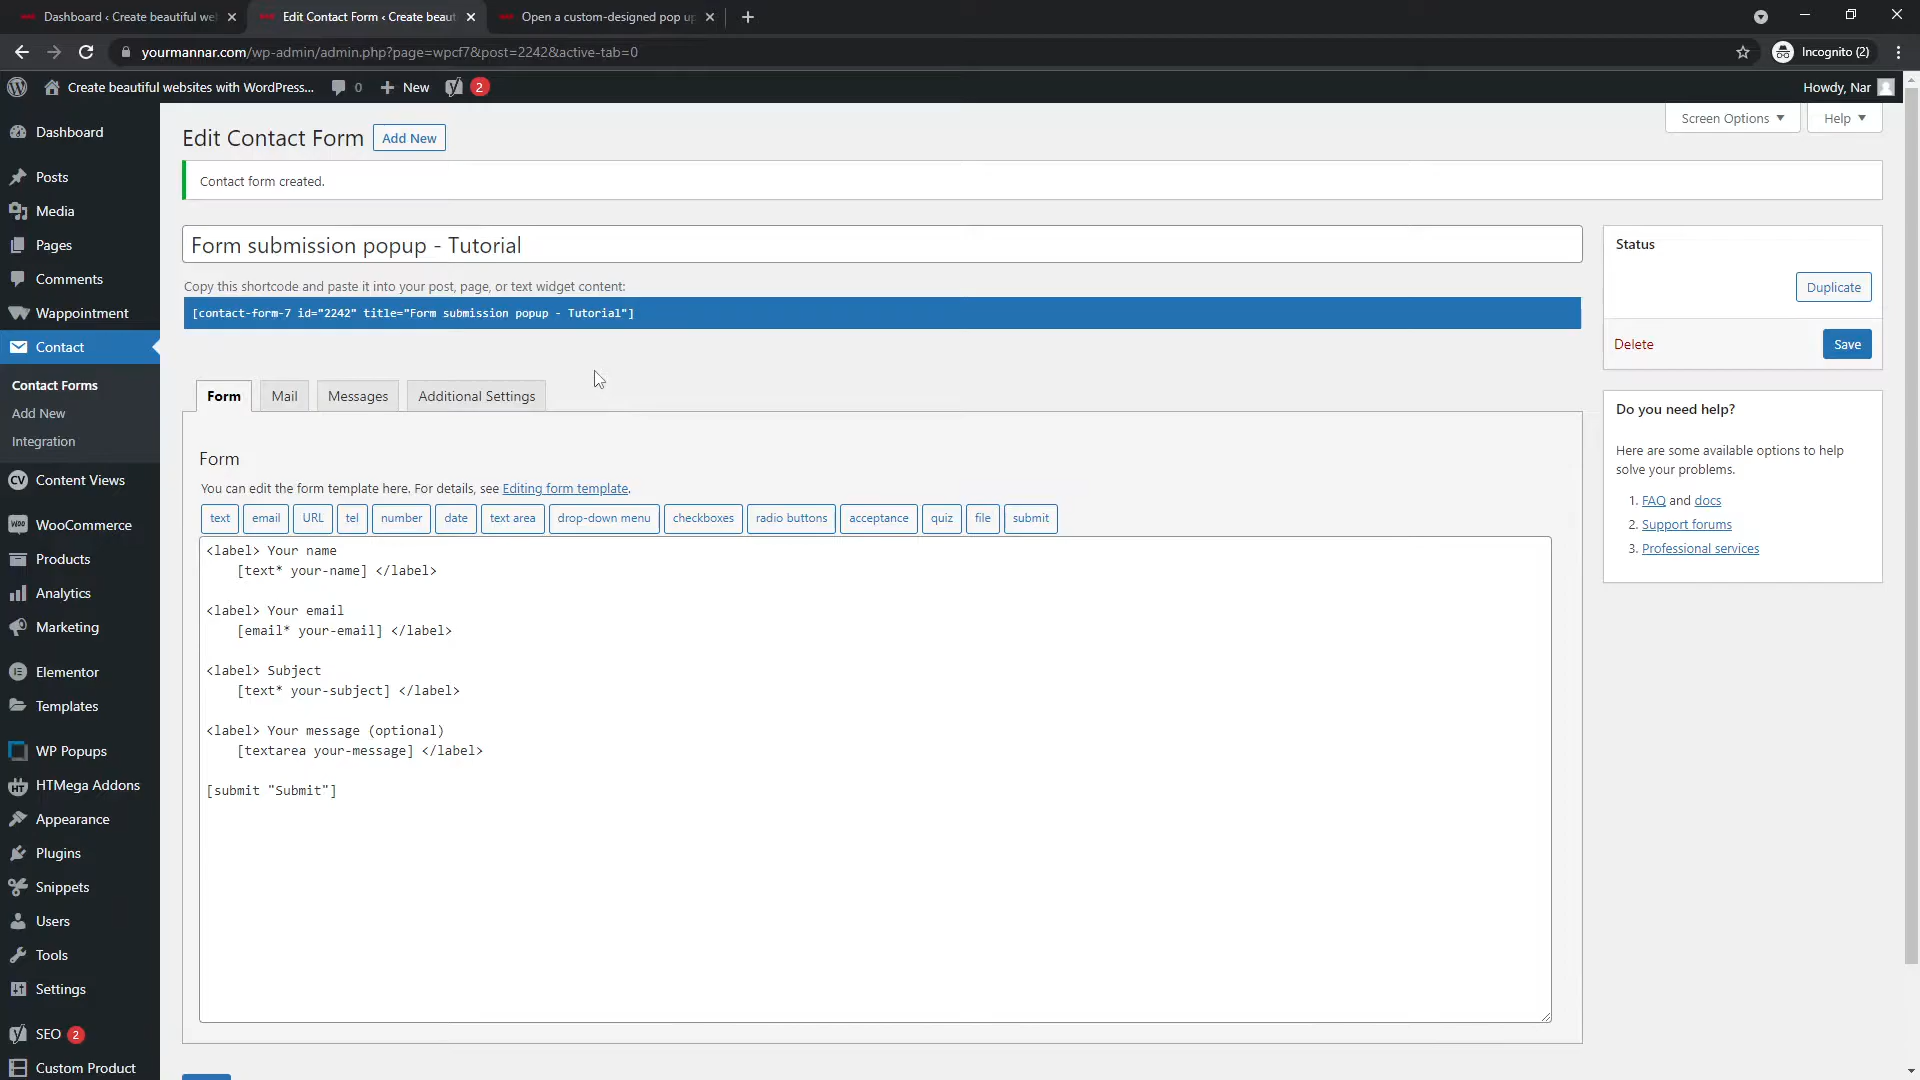 Dashboard ‹ Create beautiful we
Edit Contact Form ‹ Create beaut
Open a custom-designed pop up
yourmannar.com/wp-admin/admin.php?page=wpcf7&post=2242&active-tab=0
Incognito (2)
Create beautiful websites with WordPress...
0
New
2
Howdy, Nar
Dashboard
Posts
Media
Pages
Comments
Wappointment
Contact
Contact Forms
Add New
Integration
CV Content Views
Woo WooCommerce
Products
Analytics
Marketing
Elementor
Templates
WP Popups
HT HTMega Addons
Appearance
Plugins
Snippets
Users
Tools
Settings
SEO 2
Custom Product
Edit Contact Form Add New
Screen Options Help
Contact form created.
Form submission popup - Tutorial
Copy this shortcode and paste it into your post, page, or text widget content:
[contact-form-7 id="2242" title="Form submission popup - Tutorial"]
Form Mail Messages Additional Settings
Form
You can edit the form template here. For details, see Editing form template.
text email URL tel number date text area drop-down menu checkboxes radio buttons acceptance quiz file submit
<label> Your name
[text* your-name] </label>
<label> Your email
[email* your-email] </label>
<label> Subject
[text* your-subject] </label>
<label> Your message (optional)
[textarea your-message] </label>
[submit "Submit"]
Status
Duplicate
Delete Save
Do you need help?
Here are some available options to help
solve your problems.
1. FAQ and docs
2. Support forums
3. Professional services